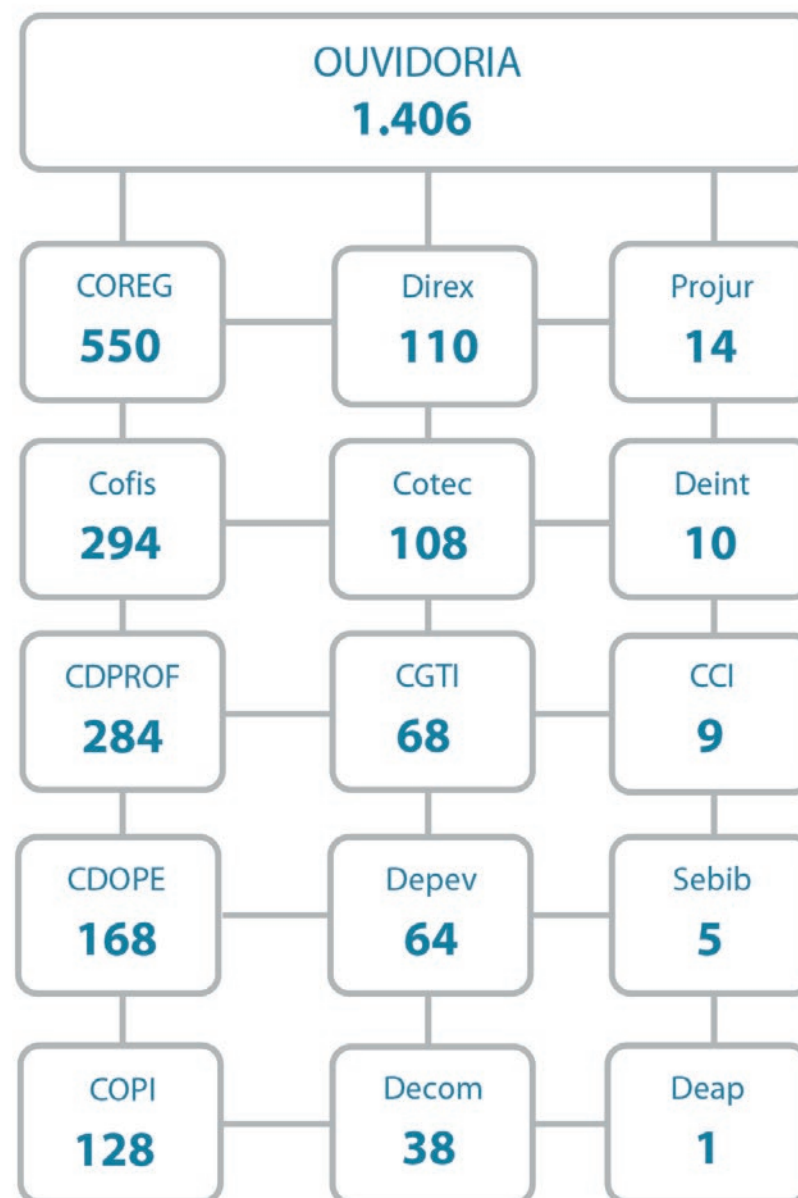 OUVIDORIA
1.406
COREG
550
Direx
110
Projur
14
Cofis
294
Cotec
108
Deint
10
CDPROF
284
CGTI
68
CCI
9
CDOPE
168
Depev
64
Sebib
5
COPI
128
Decom
38
Deap
1